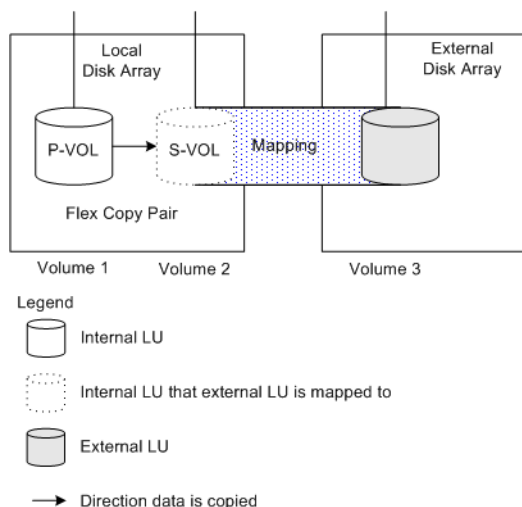 Local
Disk Array
External
Disk Array
P-VOL
S-VOL
Mapping
Flex Copy Pair
Volume 1
Volume 2
Volume 3
Legend
Internal LU
Internal LU that external LU is mapped to
External LU
Direction data is copied